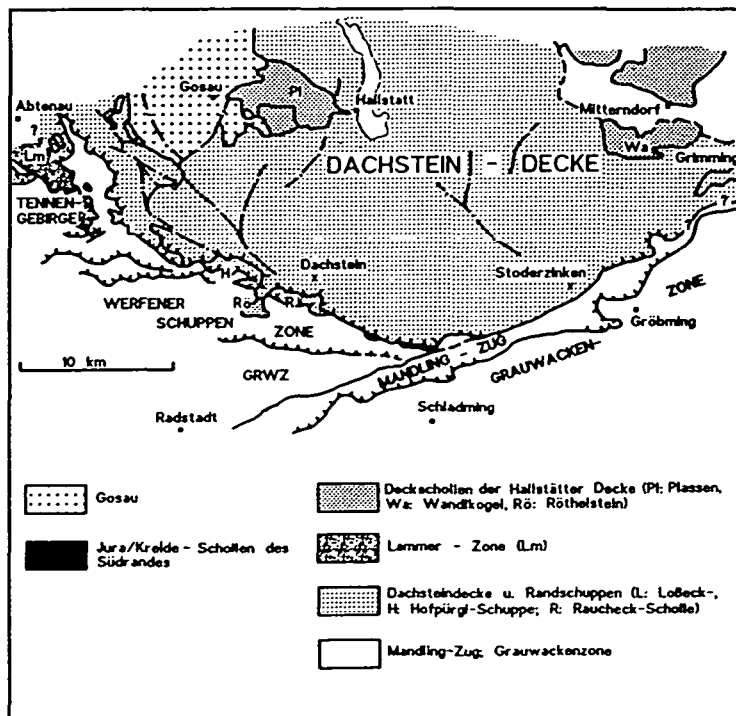 Gosau
Abtenau
?
Lm
TENNEN-
GEBIRGE
Pl
Hallstatt
Mitterndorf
Wa
Grimming
DACHSTEIN - DECKE
?
?
H
Dachstein
Stoderzinken
WERFENER
Rö
R
SCHUPPEN
ZONE
ZONE
Gröbming
10 km
MANDLING - ZUG
GRAUWACKEN-
GRWZ
Radstadt
Schladming
Gosau
Jura/Kreide - Schollen des
Südrandes
Deckschollen der Hallstätter Decke (Pl: Plassen,
Wa: Wandlkogel, Rö: Röthelstein)
Lammer - Zone (Lm)
Dachsteindecke u. Randschuppen (L: Loßeck-,
H: Hofpürgl-Schuppe; R: Raucheck-Scholle)
Mandling-Zug; Grauwackenzone